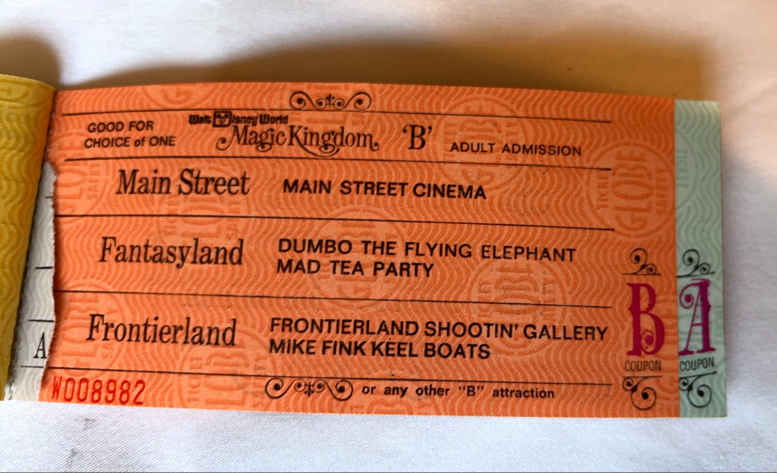 GOOD FOR
CHOICE of ONE
Walt Disney World
Magic Kingdom
'B' ADULT ADMISSION
Main Street MAIN STREET CINEMA
Fantasyland DUMBO THE FLYING ELEPHANT
MAD TEA PARTY
Frontierland FRONTIERLAND SHOOTIN' GALLERY
MIKE FINK KEEL BOATS
W008982
or any other "B" attraction
B
COUPON
A
COUPON
A
GLOBE
TICKET